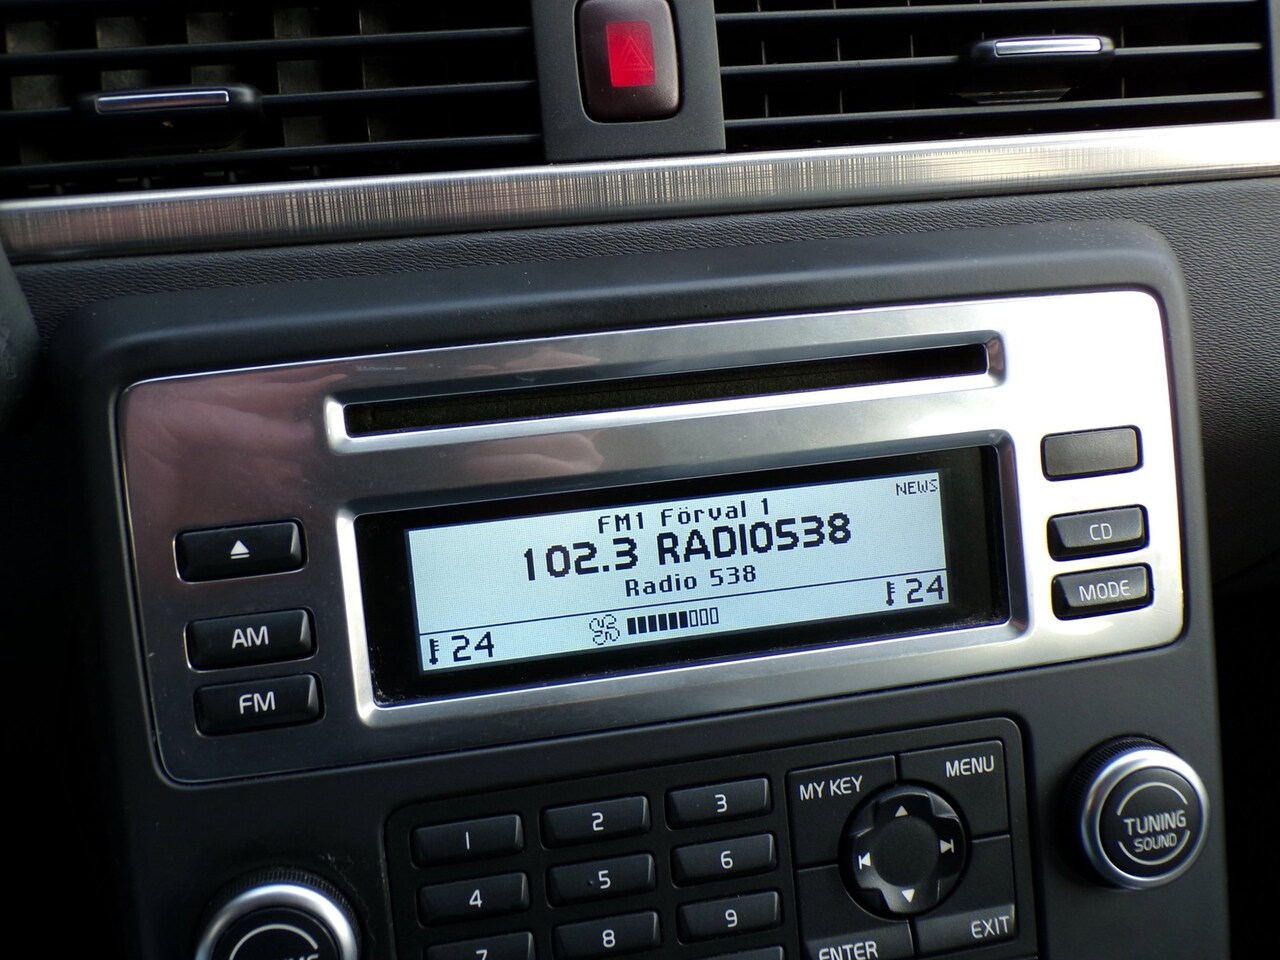 NEWS
FM1 Förval 1
102.3 RADIO538
Radio 538
24
24
CD
MODE
AM
FM
MY KEY
MENU
1
2
3
4
5
6
7
8
9
ENTER
EXIT
TUNING
SOUND